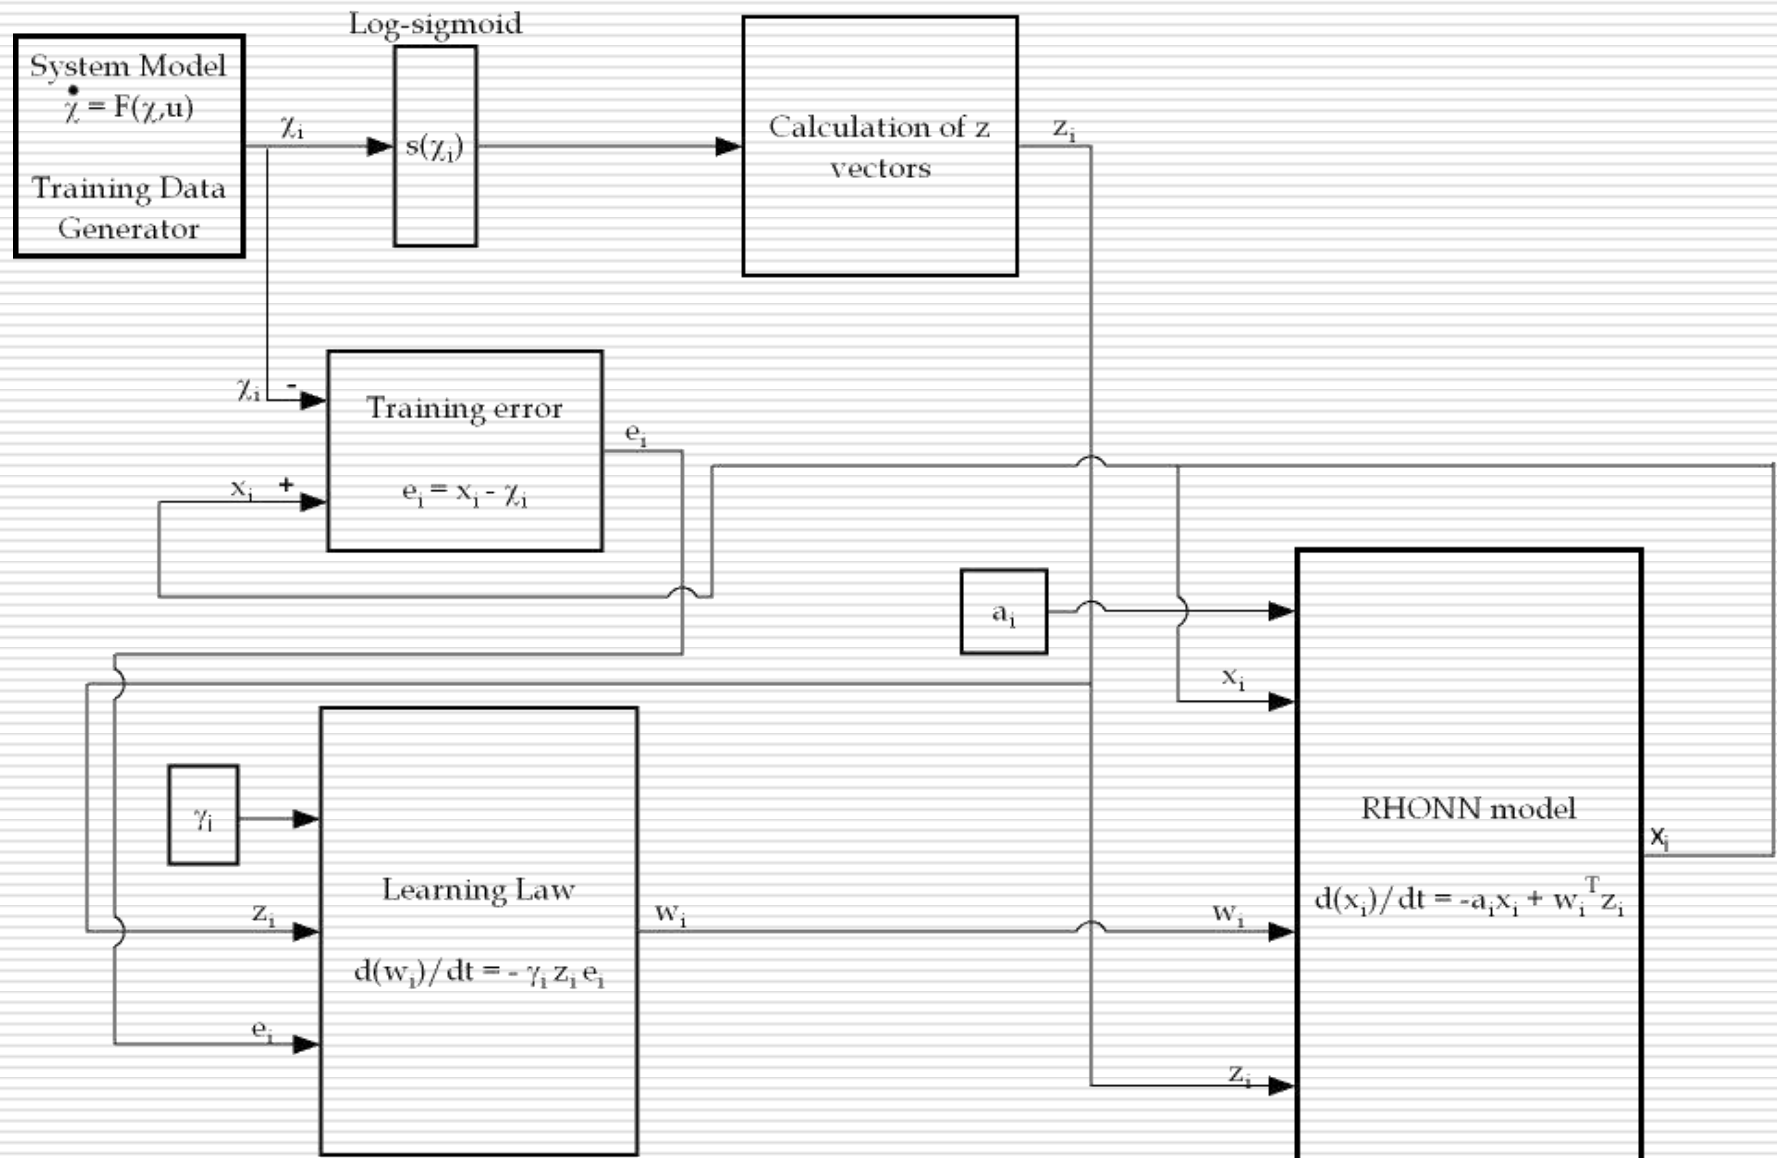 Log-sigmoid
System Model
χ̇ = F(χ,u)
Training Data
Generator
χᵢ
s(χᵢ)
Calculation of z
vectors
zᵢ
χᵢ -
xᵢ +
Training error
eᵢ = xᵢ - χᵢ
eᵢ
aᵢ
xᵢ
γᵢ
zᵢ
eᵢ
Learning Law
d(wᵢ)/dt = - γᵢ zᵢ eᵢ
wᵢ
wᵢ
zᵢ
RHONN model
d(xᵢ)/dt = -aᵢxᵢ + wᵢᵀzᵢ
xᵢ